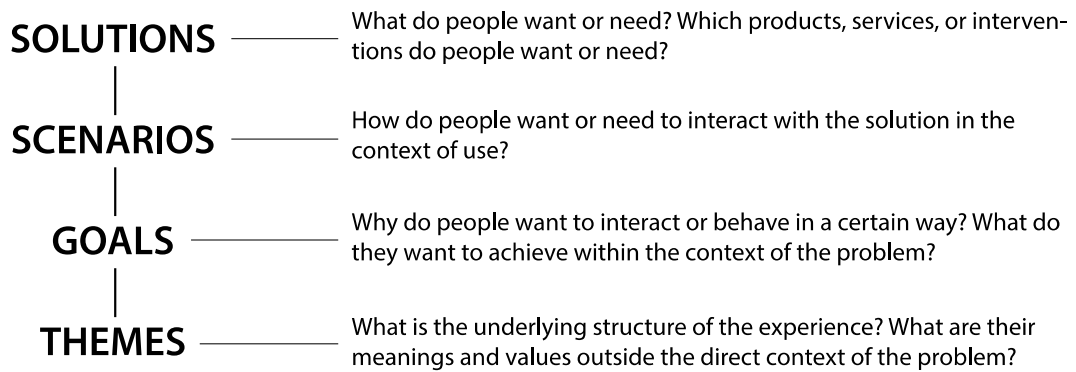 SOLUTIONS
What do people want or need? Which products, services, or interven-
tions do people want or need?
SCENARIOS
How do people want or need to interact with the solution in the
context of use?
GOALS
Why do people want to interact or behave in a certain way? What do
they want to achieve within the context of the problem?
THEMES
What is the underlying structure of the experience? What are their
meanings and values outside the direct context of the problem?